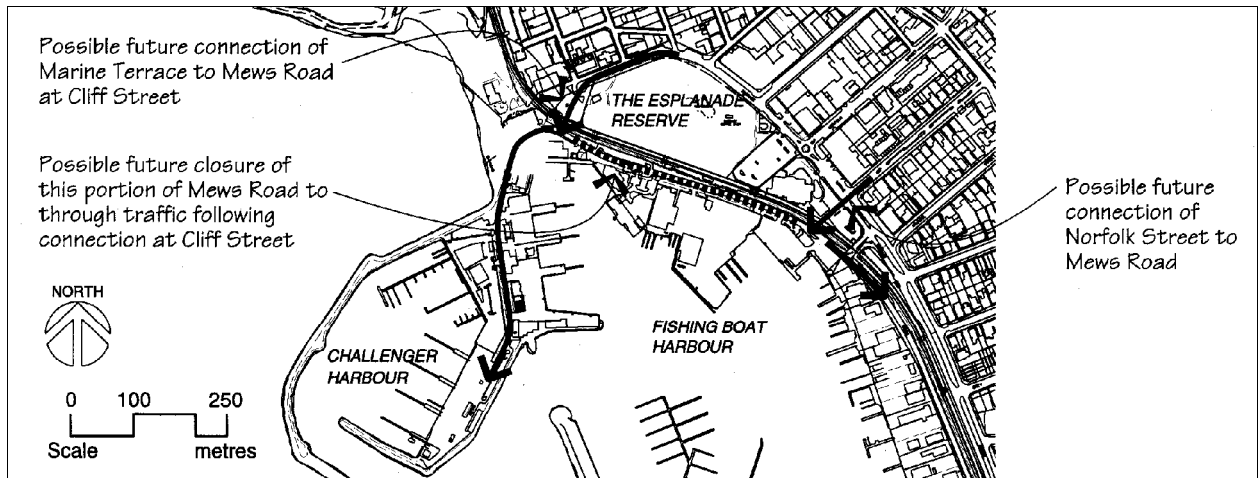 Possible future connection of
Marine Terrace to Mews Road
at Cliff Street
THE ESPLANADE
RESERVE
Possible future closure of
this portion of Mews Road to
through traffic following
connection at Cliff Street
Possible future
connection of
Norfolk Street to
Mews Road
NORTH
FISHING BOAT
HARBOUR
CHALLENGER
HARBOUR
0 100 250
Scale metres